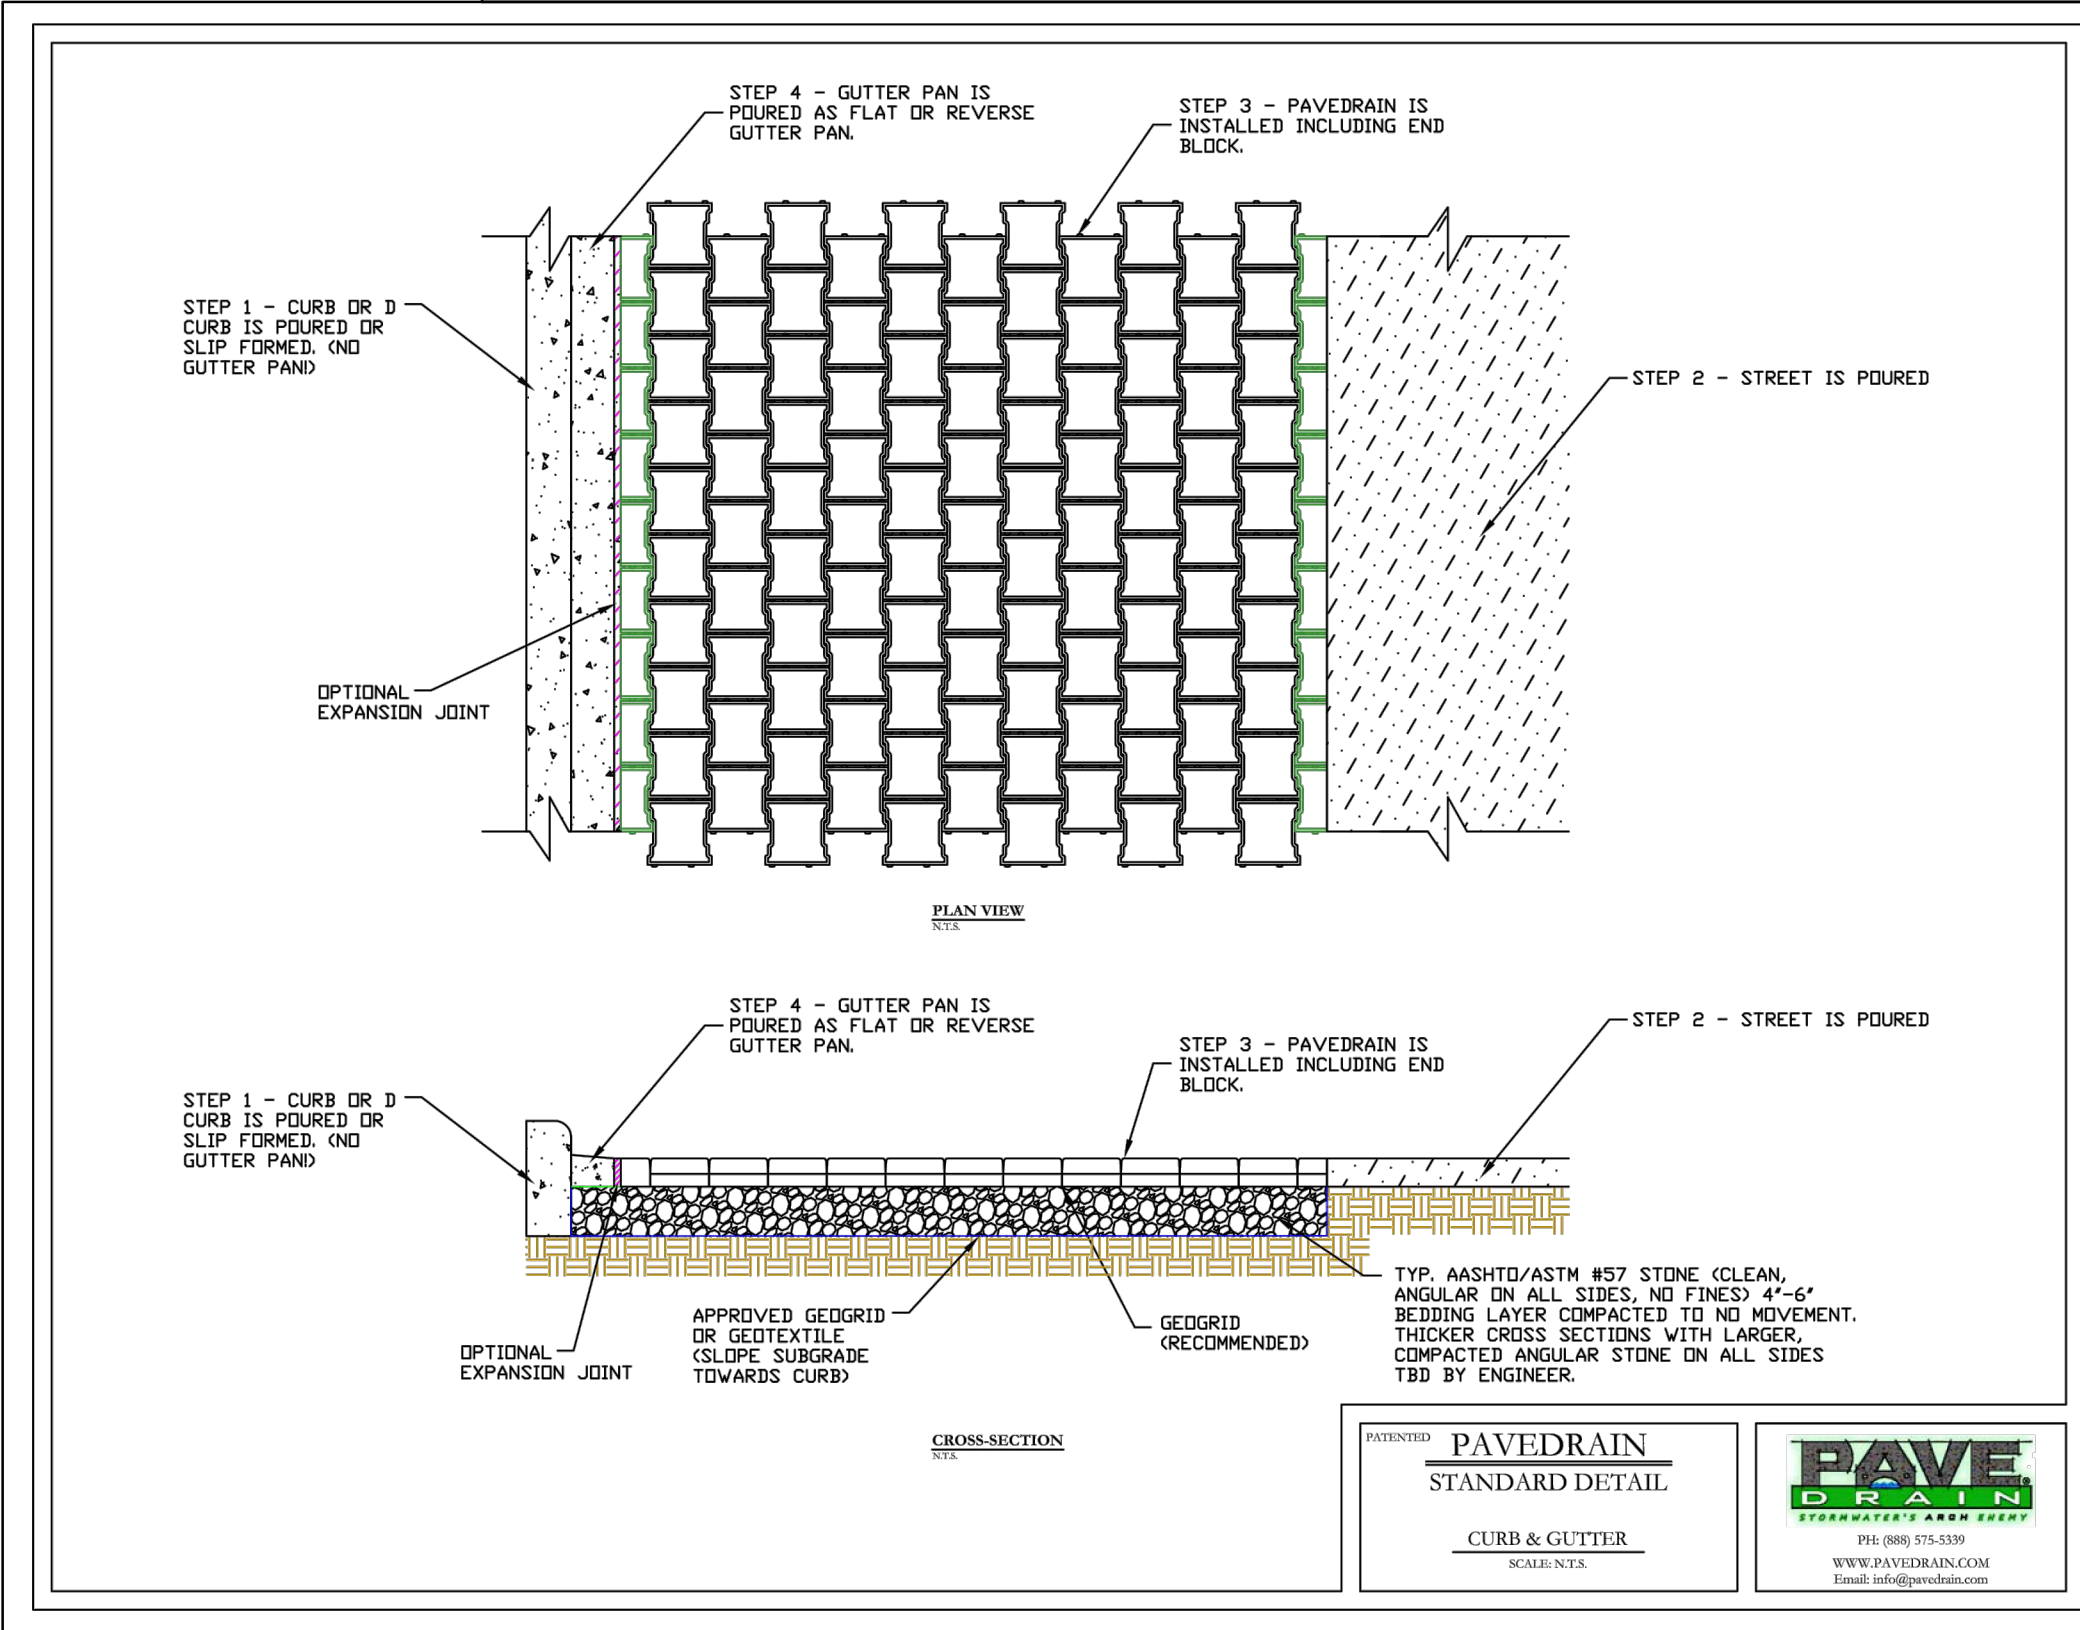 STEP 4 - GUTTER PAN IS
POURED AS FLAT OR REVERSE
GUTTER PAN.
STEP 3 - PAVEDRAIN IS
INSTALLED INCLUDING END
BLOCK.
STEP 1 - CURB OR D
CURB IS POURED OR
SLIP FORMED. (NO
GUTTER PAN!)
STEP 2 - STREET IS POURED
OPTIONAL
EXPANSION JOINT
PLAN VIEW
N.T.S.
STEP 4 - GUTTER PAN IS
POURED AS FLAT OR REVERSE
GUTTER PAN.
STEP 3 - PAVEDRAIN IS
INSTALLED INCLUDING END
BLOCK.
STEP 2 - STREET IS POURED
STEP 1 - CURB OR D
CURB IS POURED OR
SLIP FORMED. (NO
GUTTER PAN!)
OPTIONAL
EXPANSION JOINT
APPROVED GEOGRID
OR GEOTEXTILE
(SLOPE SUBGRADE
TOWARDS CURB)
GEOGRID
(RECOMMENDED)
TYP. AASHTO/ASTM #57 STONE (CLEAN,
ANGULAR ON ALL SIDES, NO FINES) 4"-6"
BEDDING LAYER COMPACTED TO NO MOVEMENT.
THICKER CROSS SECTIONS WITH LARGER,
COMPACTED ANGULAR STONE ON ALL SIDES
TBD BY ENGINEER.
CROSS-SECTION
N.T.S.
PATENTED
PAVEDRAIN
STANDARD DETAIL
CURB & GUTTER
SCALE: N.T.S.
PAVE®
DRAIN
STORMWATER'S ARCH ENEMY
PH: (888) 575-5339
WWW.PAVEDRAIN.COM
Email: info@pavedrain.com